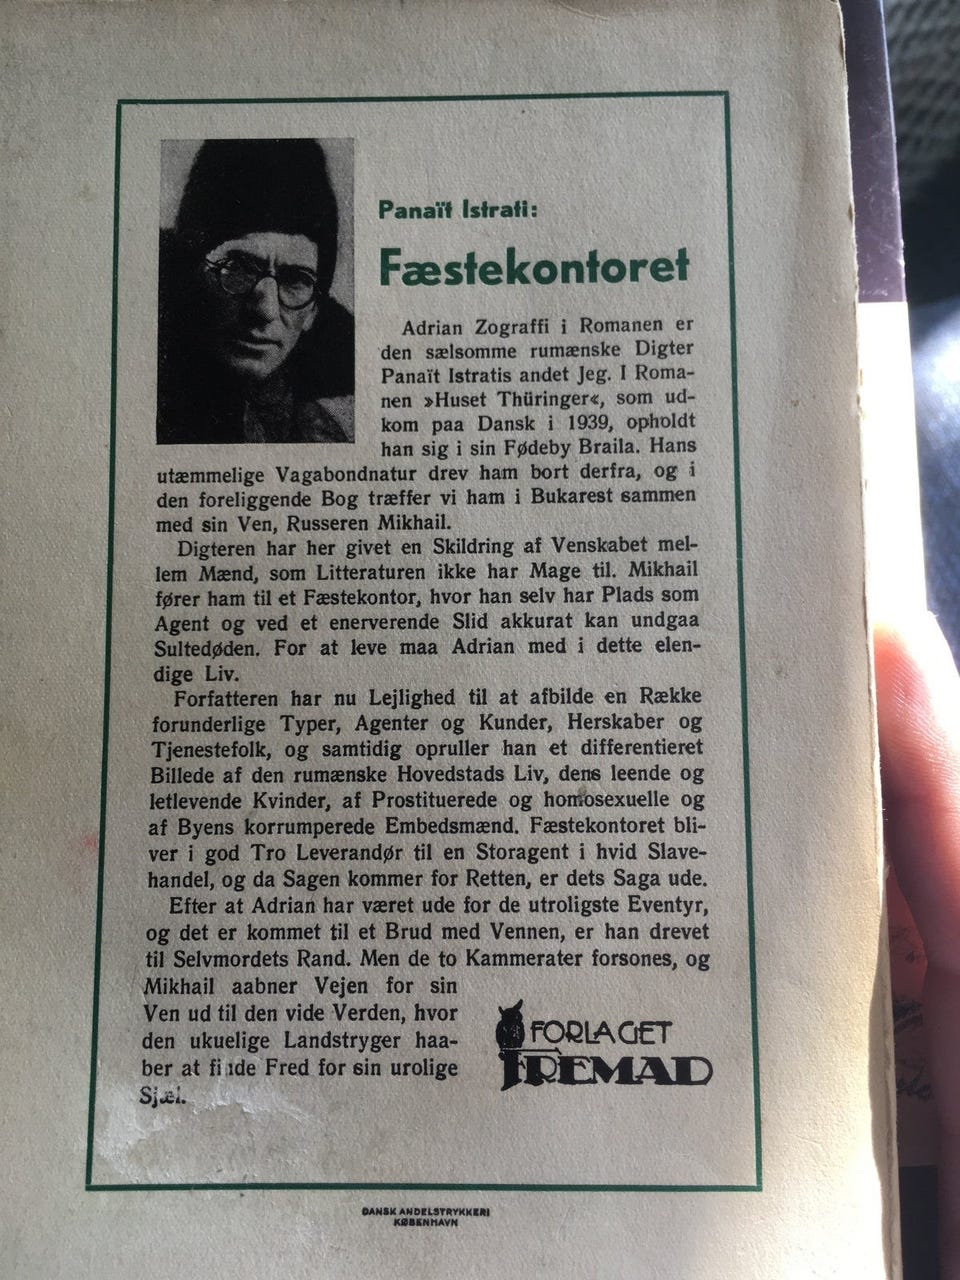 Panaït Istrati:
Fæstekontoret
Adrian Zograffi i Romanen er
den sælsomme rumænske Digter
Panaït Istratis andet Jeg. I Roma-
nen »Huset Thüringer«, som ud-
kom paa Dansk i 1939, opholdt
han sig i sin Fødeby Braila. Hans
utæmmelige Vagabondnatur drev ham bort derfra, og i
den foreliggende Bog træffer vi ham i Bukarest sammen
med sin Ven, Russeren Mikhail.
Digteren har her givet en Skildring af Venskabet mel-
lem Mænd, som Litteraturen ikke har Mage til. Mikhail
fører ham til et Fæstekontor, hvor han selv har Plads som
Agent og ved et enerverende Slid akkurat kan undgaa
Sultedøden. For at leve maa Adrian med i dette elen-
dige Liv.
Forfatteren har nu Lejlighed til at afbilde en Række
forunderlige Typer, Agenter og Kunder, Herskaber og
Tjenestefolk, og samtidig opruller han et differentieret
Billede af den rumænske Hovedstads Liv, dens leende og
letlevende Kvinder, af Prostituerede og homosexuelle og
af Byens korrumperede Embedsmænd. Fæstekontoret bli-
ver i god Tro Leverandør til en Storagent i hvid Slave-
handel, og da Sagen kommer for Retten, er dets Saga ude.
Efter at Adrian har været ude for de utroligste Eventyr,
og det er kommet til et Brud med Vennen, er han drevet
til Selvmordets Rand. Men de to Kammerater forsones, og
Mikhail aabner Vejen for sin
Ven ud til den vide Verden, hvor
den ukuelige Landstryger haa-
ber at finde Fred for sin urolige
Sjæl.
FORLAGET
FREMAD
DANSK ANDELSTRYKKERI
KØBENHAVN